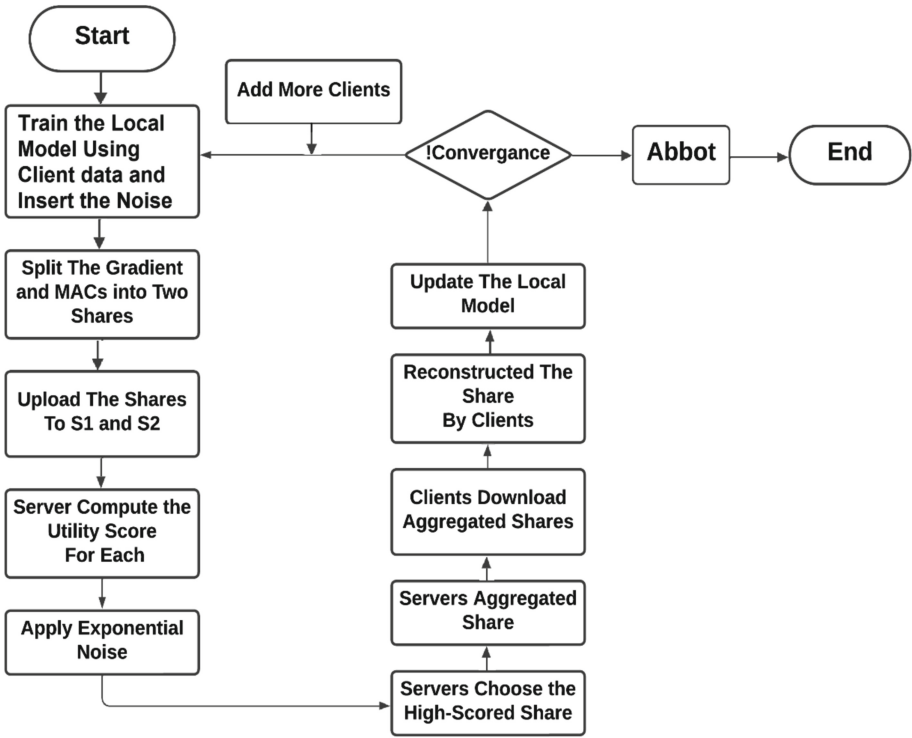 Start
Train the Local
Model Using
Client data and
Insert the Noise
Split The Gradient
and MACs into Two
Shares
Upload The Shares
To S1 and S2
Server Compute the
Utility Score
For Each
Apply Exponential
Noise
Servers Choose the
High-Scored Share
Servers Aggregated
Share
Clients Download
Aggregated Shares
Reconstructed The
Share
By Clients
Update The Local
Model
!Convergance
Add More Clients
Abbot
End